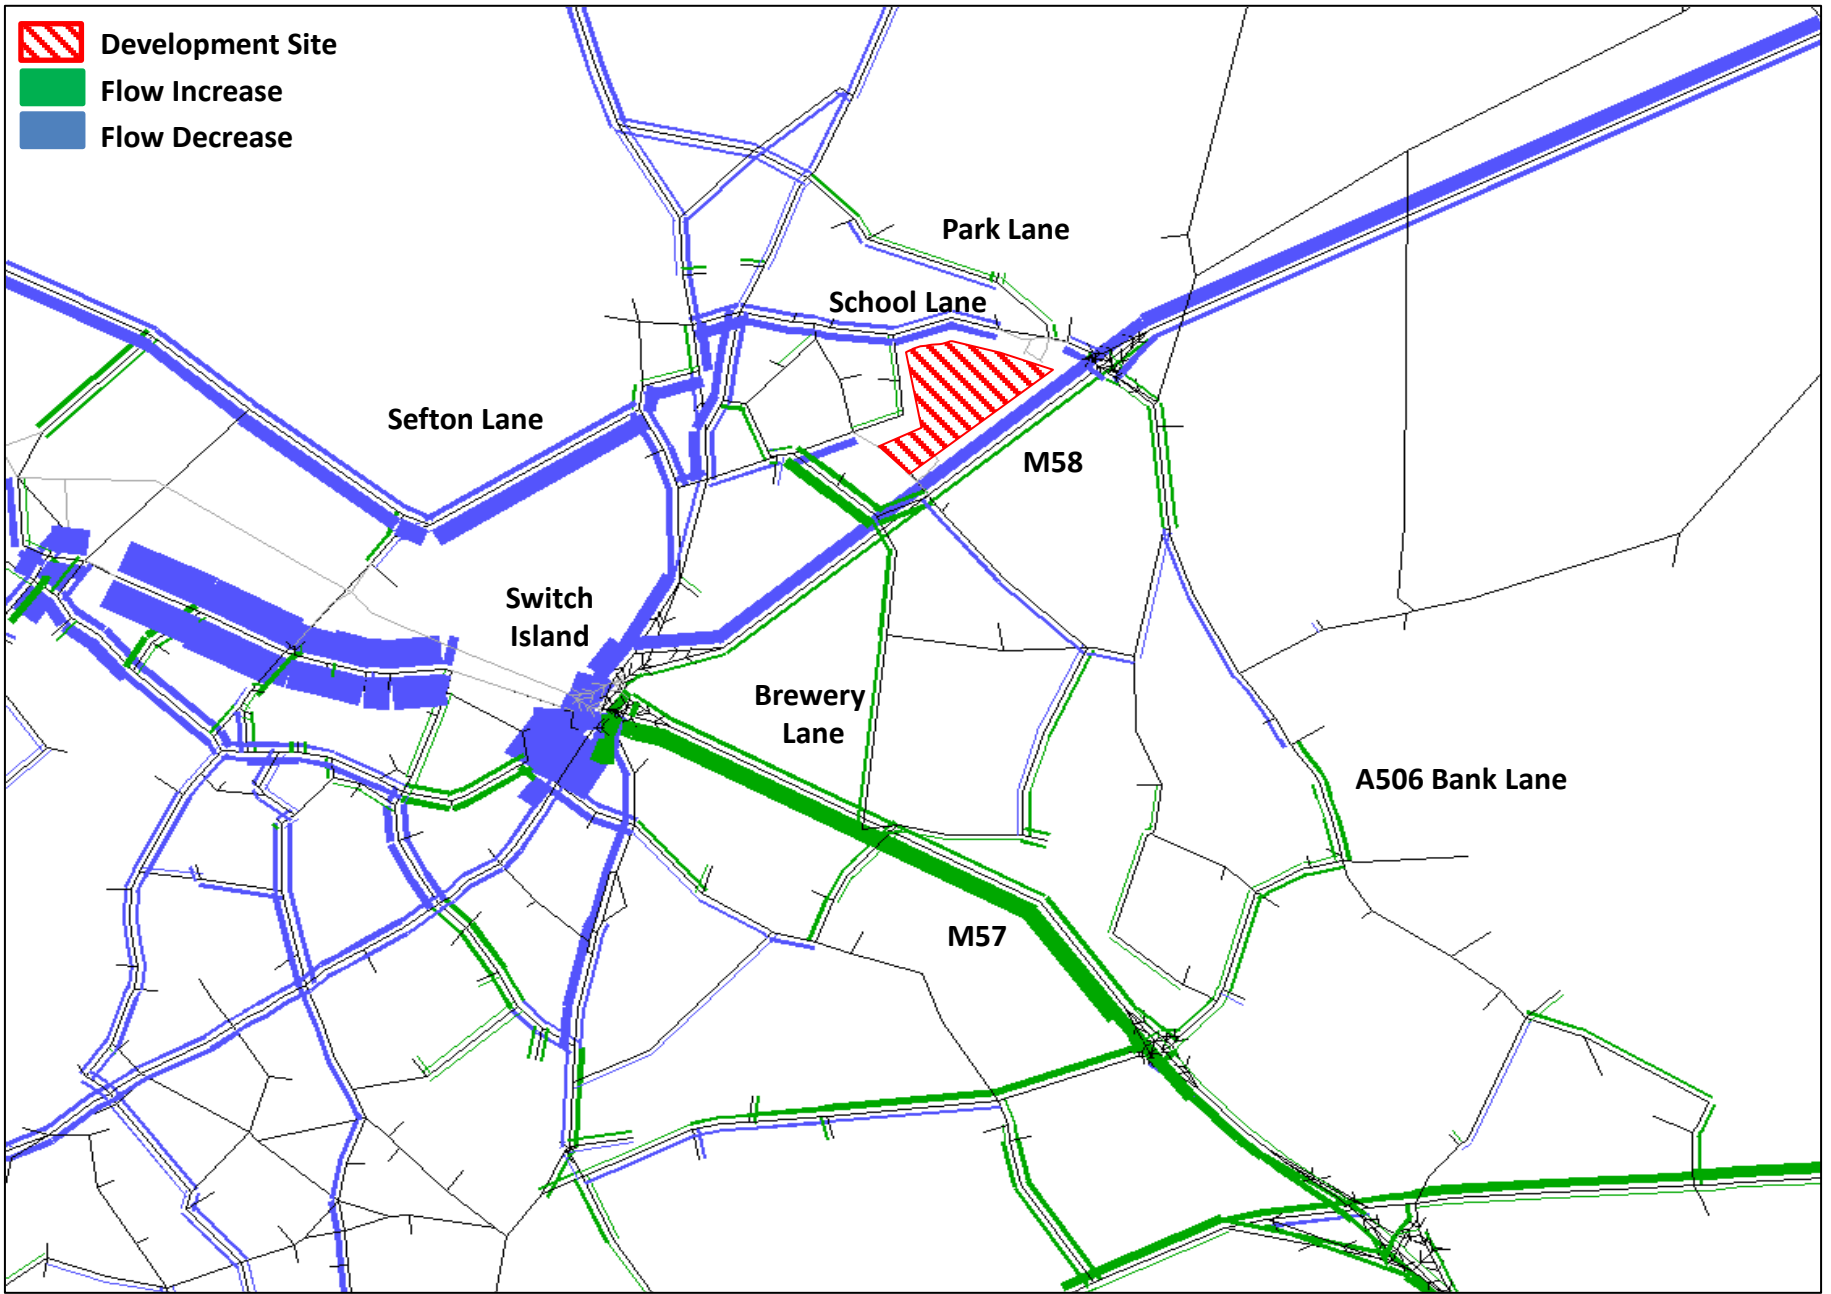 Development Site
Flow Increase
Flow Decrease
Park Lane
School Lane
Sefton Lane
M58
Switch
Island
Brewery
Lane
A506 Bank Lane
M57